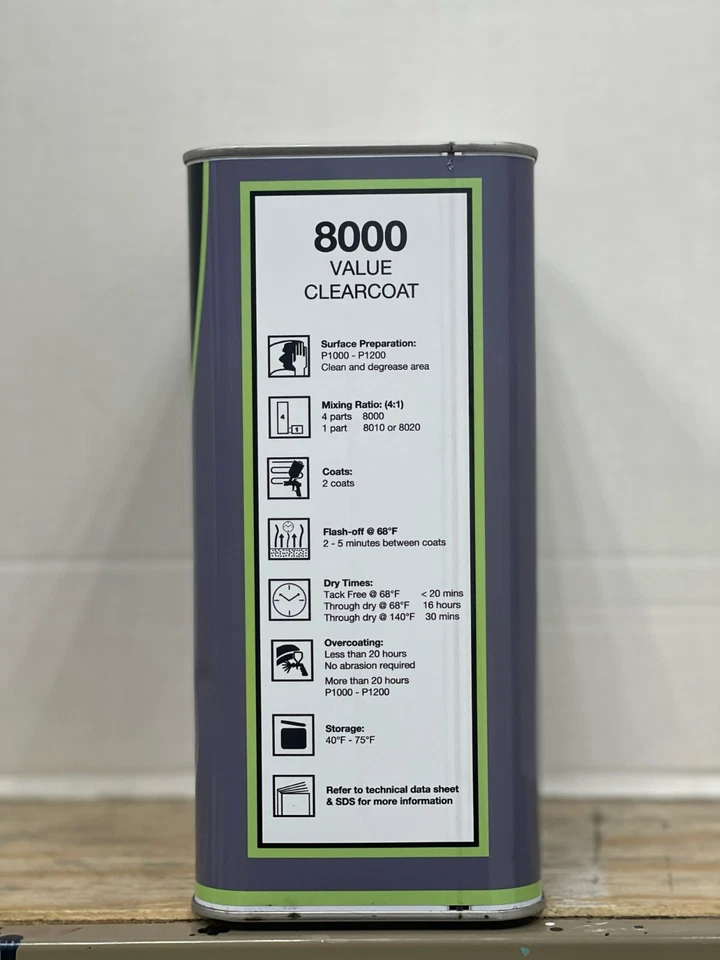 8000
VALUE
CLEARCOAT
Surface Preparation:
P1000 - P1200
Clean and degrease area
4
1
Mixing Ratio: (4:1)
4 parts 8000
1 part 8010 or 8020
Coats:
2 coats
Flash-off @ 68°F
2 - 5 minutes between coats
Dry Times:
Tack Free @ 68°F < 20 mins
Through dry @ 68°F 16 hours
Through dry @ 140°F 30 mins
Overcoating:
Less than 20 hours
No abrasion required
More than 20 hours
P1000 - P1200
Storage:
40°F - 75°F
Refer to technical data sheet
& SDS for more information